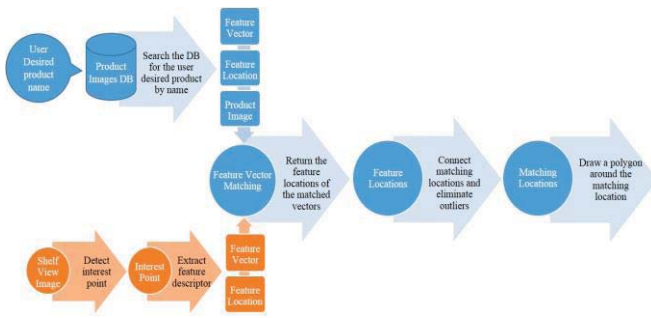 User
Desired
product
name
Product
Images DB
Search the DB
for the user
desired product
by name
Feature
Vector
Feature
Location
Product
Image
Feature Vector
Matching
Return the
feature
locations of
the matched
vectors
Feature
Locations
Connect
matching
locations and
eliminate
outliers
Matching
Locations
Draw a polygon
around the
matching
location
Shelf
View
Image
Detect
interest
point
Interest
Point
Extract
feature
descriptor
Feature
Vector
Feature
Location